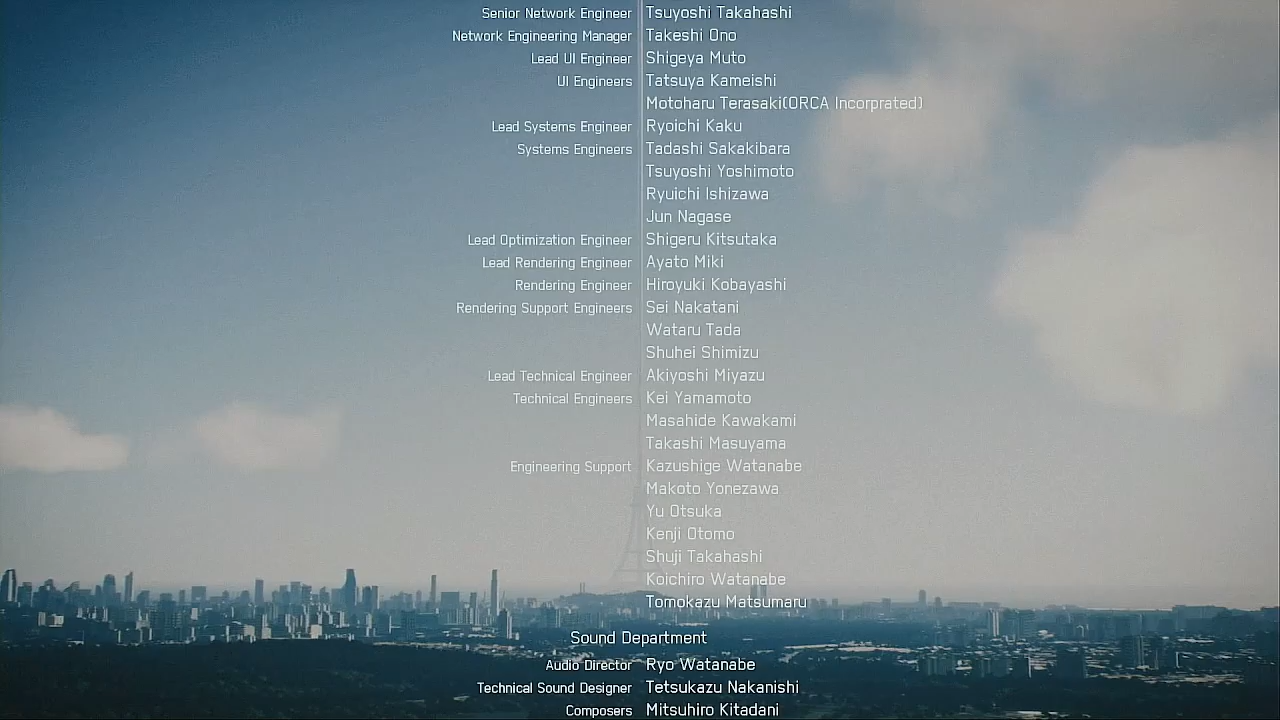 Senior Network Engineer Tsuyoshi Takahashi
Network Engineering Manager Takeshi Ono
Lead UI Engineer Shigeya Muto
UI Engineers Tatsuya Kameishi
Motoharu Terasaki(ORCA Incorprated)
Lead Systems Engineer Ryoichi Kaku
Systems Engineers Tadashi Sakakibara
Tsuyoshi Yoshimoto
Ryuichi Ishizawa
Jun Nagase
Lead Optimization Engineer Shigeru Kitsutaka
Lead Rendering Engineer Ayato Miki
Rendering Engineer Hiroyuki Kobayashi
Rendering Support Engineers Sei Nakatani
Wataru Tada
Shuhei Shimizu
Lead Technical Engineer Akiyoshi Miyazu
Technical Engineers Kei Yamamoto
Masahide Kawakami
Takashi Masuyama
Engineering Support Kazushige Watanabe
Makoto Yonezawa
Yu Otsuka
Kenji Otomo
Shuji Takahashi
Koichiro Watanabe
Tomokazu Matsumaru
Sound Department
Audio Director Ryo Watanabe
Technical Sound Designer Tetsukazu Nakanishi
Composers Mitsuhiro Kitadani